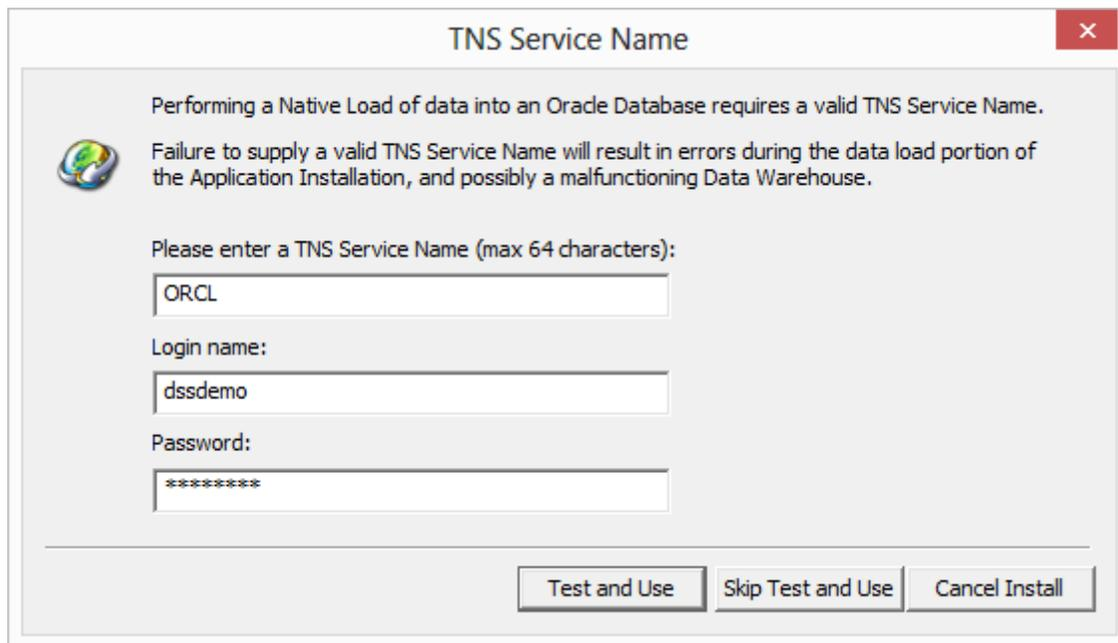 TNS Service Name
Performing a Native Load of data into an Oracle Database requires a valid TNS Service Name.
Failure to supply a valid TNS Service Name will result in errors during the data load portion of
the Application Installation, and possibly a malfunctioning Data Warehouse.
Please enter a TNS Service Name (max 64 characters):
ORCL
Login name:
dssdemo
Password:
********
Test and Use
Skip Test and Use
Cancel Install